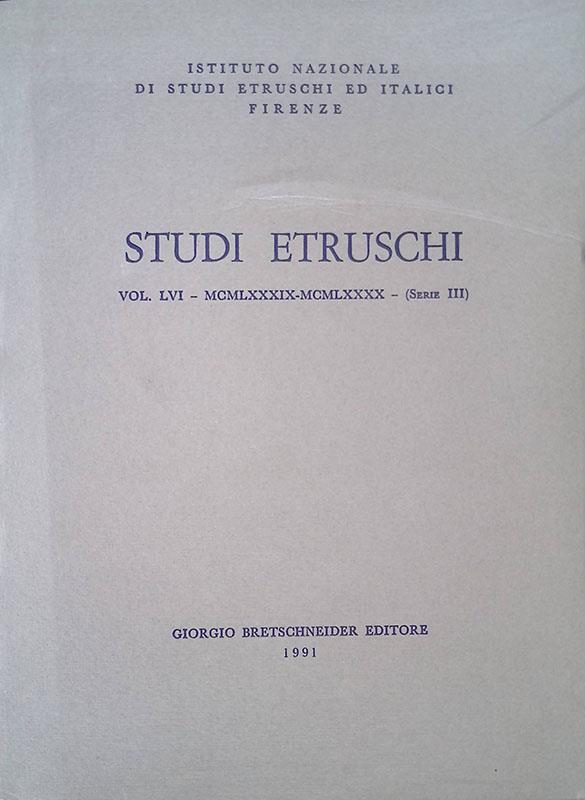 ISTITUTO NAZIONALE
DI STUDI ETRUSCHI ED ITALICI
FIRENZE
STUDI ETRUSCHI
VOL. LVI – MCMLXXXIX-MCMLXXXX – (Serie III)
GIORGIO BRETSCHNEIDER EDITORE
1991